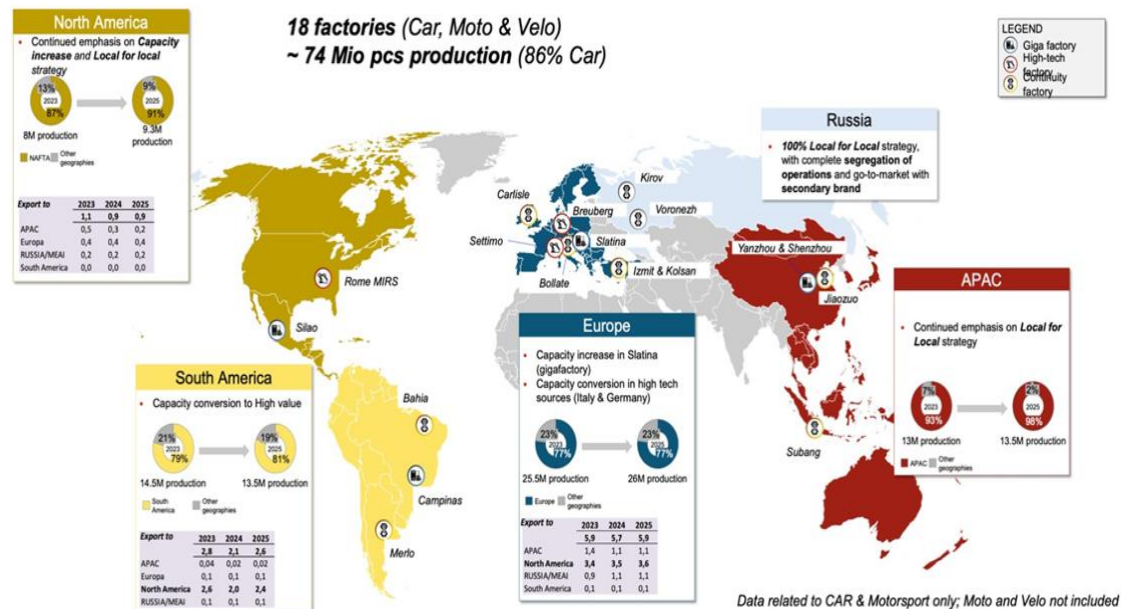 18 factories (Car, Moto & Velo)
~ 74 Mio pcs production (86% Car)
LEGEND
Giga factory
High-tech
factory
Continuity
factory
North America
• Continued emphasis on Capacity
increase and Local for local
strategy
13%
2023
87%
9%
2025
91%
8M production
9.3M
production
NAFTA
Other
geographies
Export to 2023 2024 2025
1,1 0,9 0,9
APAC 0,5 0,3 0,2
Europa 0,4 0,4 0,4
RUSSIA/MEAI 0,2 0,2 0,2
South America 0,0 0,0 0,0
Russia
• 100% Local for Local strategy,
with complete segregation of
operations and go-to-market with
secondary brand
Kirov
Carlisle
Breuberg
Voronezh
Settimo
Slatina
Yanzhou & Shenzhou
Bollate
Izmit & Kolsan
Jiaozuo
Rome MIRS
Silao
South America
• Capacity conversion to High value
21%
2023
79%
19%
2025
81%
14.5M production
13.5M production
South
America
Other
geographies
Export to 2023 2024 2025
2,8 2,1 2,6
APAC 0,04 0,02 0,02
Europa 0,1 0,1 0,1
North America 2,6 2,0 2,4
RUSSIA/MEAI 0,1 0,1 0,1
Bahia
Campinas
Merlo
Europe
• Capacity increase in Slatina
(gigafactory)
• Capacity conversion in high tech
sources (Italy & Germany)
23%
2023
77%
23%
2025
77%
25.5M production
26M production
Europe
Other
geographies
Export to 2023 2024 2025
5,9 5,7 5,9
APAC 1,4 1,1 1,1
North America 3,4 3,5 3,6
RUSSIA/MEAI 0,9 1,1 1,1
South America 0,1 0,1 0,1
APAC
• Continued emphasis on Local for
Local strategy
7%
2023
93%
2%
2025
98%
13M production
13.5M production
APAC
Other
geographies
Subang
Data related to CAR & Motorsport only; Moto and Velo not included